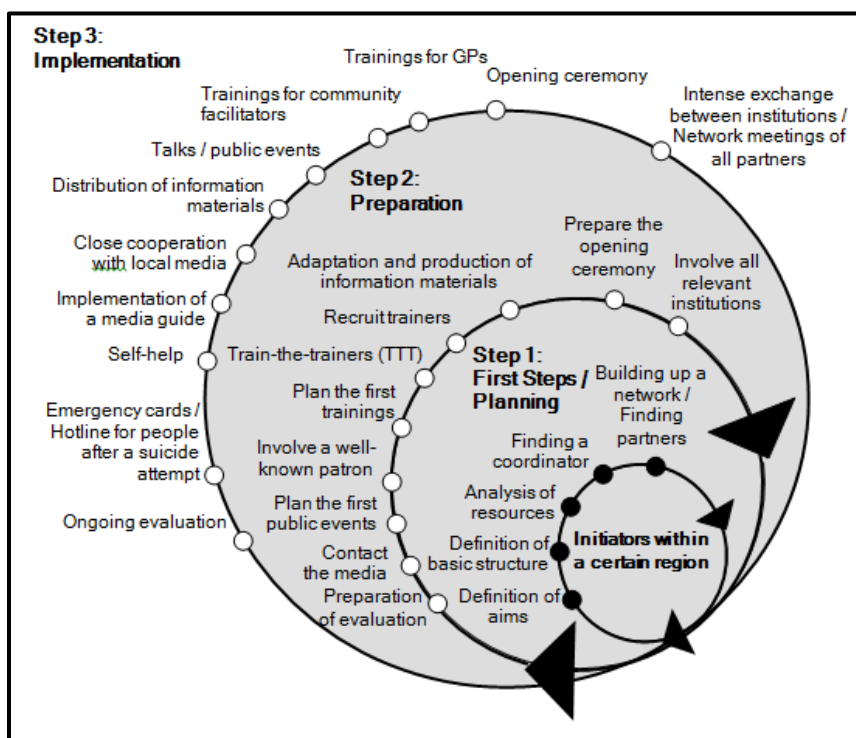 Step 3:
Implementation
Trainings for GPs
Opening ceremony
Trainings for community
facilitators
Intense exchange
between institutions /
Network meetings of
all partners
Talks / public events
Distribution of information
materials
Close cooperation
with local media
Implementation of
a media guide
Self-help
Emergency cards /
Hotline for people
after a suicide
attempt
Ongoing evaluation
Step 2:
Preparation
Prepare the
opening
ceremony
Involve all
relevant
institutions
Adaptation and production of
information materials
Recruit trainers
Train-the-trainers (TTT)
Plan the first
trainings
Involve a well-
known patron
Plan the first
public events
Contact
the media
Preparation
of evaluation
Step 1:
First Steps /
Planning
Building up a
network /
Finding
partners
Finding a
coordinator
Analysis of
resources
Definition of
basic structure
Definition of
aims
Initiators within
a certain region